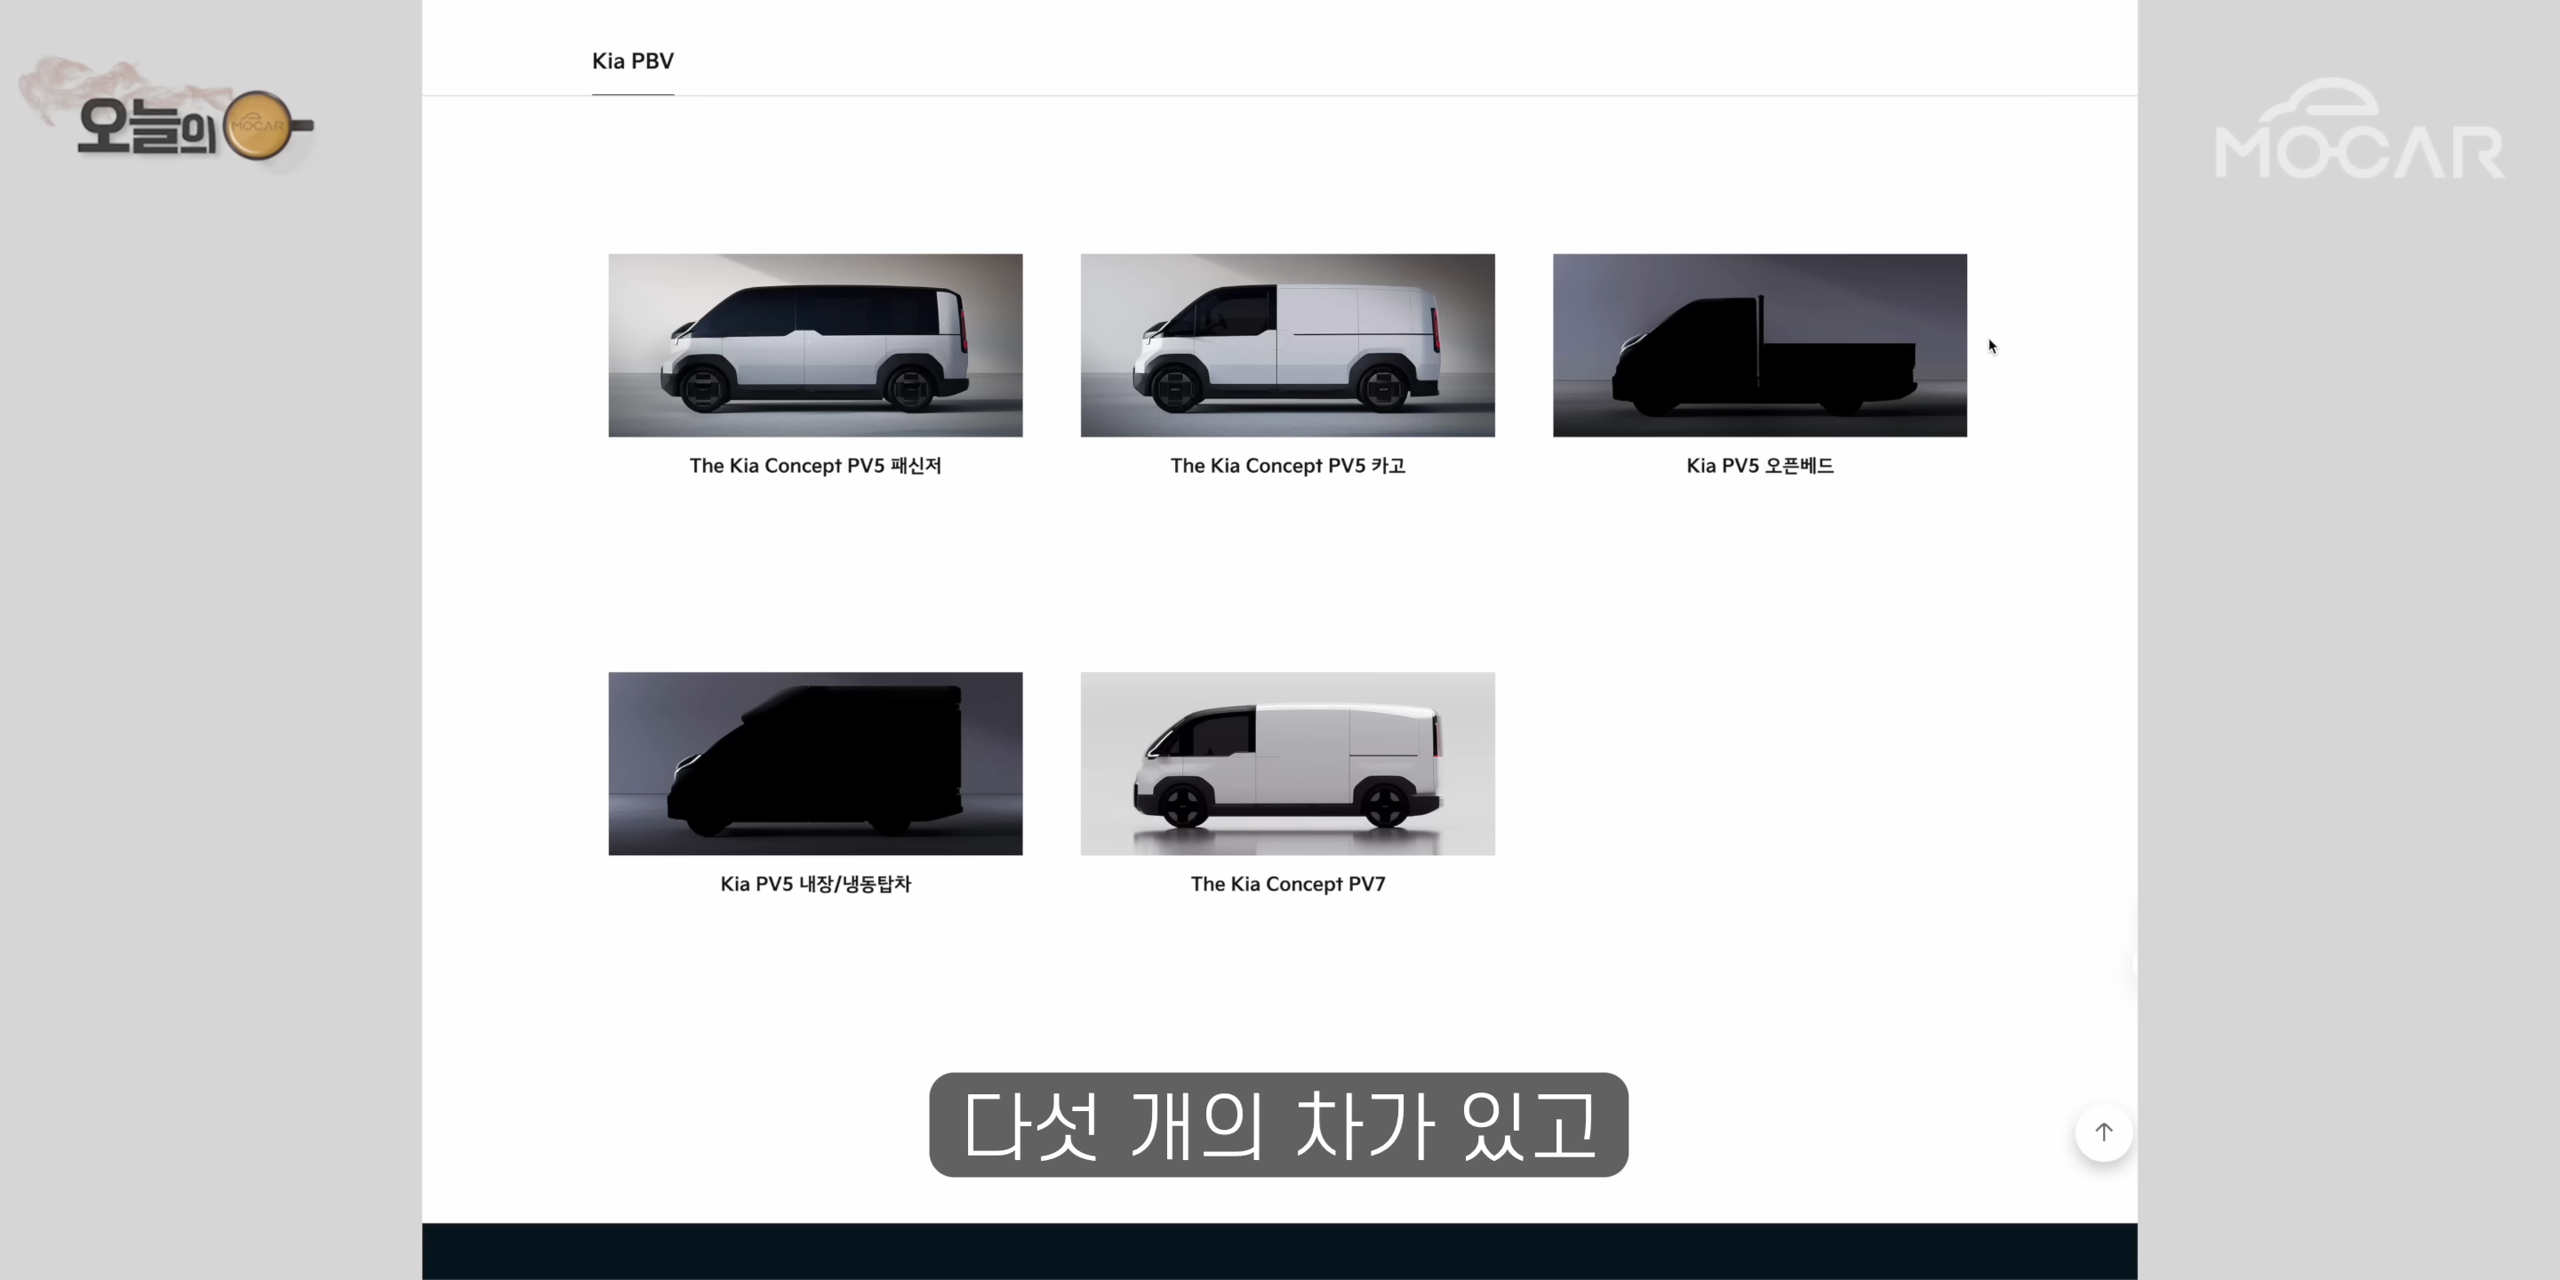 Kia PBV
오늘의
MOCAR
MOCAR
The Kia Concept PV5 패신저
The Kia Concept PV5 카고
Kia PV5 오픈베드
Kia PV5 내장/냉동탑차
The Kia Concept PV7
다섯 개의 차가 있고